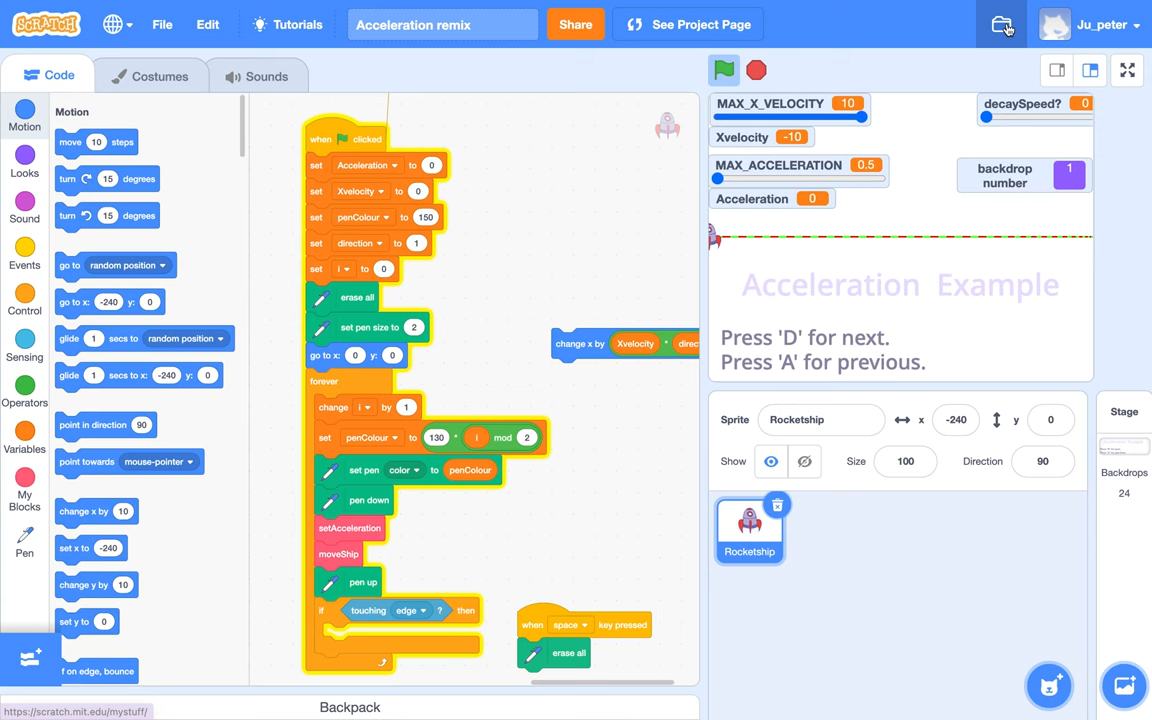 SCRATCH File Edit Tutorials Acceleration remix Share See Project Page Ju_peter
Code Costumes Sounds
Motion
Looks
Sound
Events
Control
Sensing
Operators
Variables
My
Blocks
Pen
Motion
move 10 steps
turn 15 degrees
turn 15 degrees
go to random position
go to x: -240 y: 0
glide 1 secs to random position
glide 1 secs to x: -240 y: 0
point in direction 90
point towards mouse-pointer
change x by 10
set x to -240
change y by 10
set y to 0
f on edge, bounce
when clicked
set Acceleration to 0
set Xvelocity to 0
set penColour to 150
set direction to 1
set i to 0
erase all
set pen size to 2
go to x: 0 y: 0
forever
change i by 1
set penColour to 130 * i mod 2
set pen color to penColour
pen down
setAcceleration
moveShip
pen up
if touching edge ? then
change x by Xvelocity * direc
when space key pressed
erase all
MAX_X_VELOCITY 10
decaySpeed? 0
Xvelocity -10
MAX_ACCELERATION 0.5
backdrop
number 1
Acceleration 0
Acceleration Example
Press 'D' for next.
Press 'A' for previous.
Sprite Rocketship x -240 y 0
Show Size 100 Direction 90
Rocketship
Stage
Backdrops
24
Backpack
https://scratch.mit.edu/mystuff/